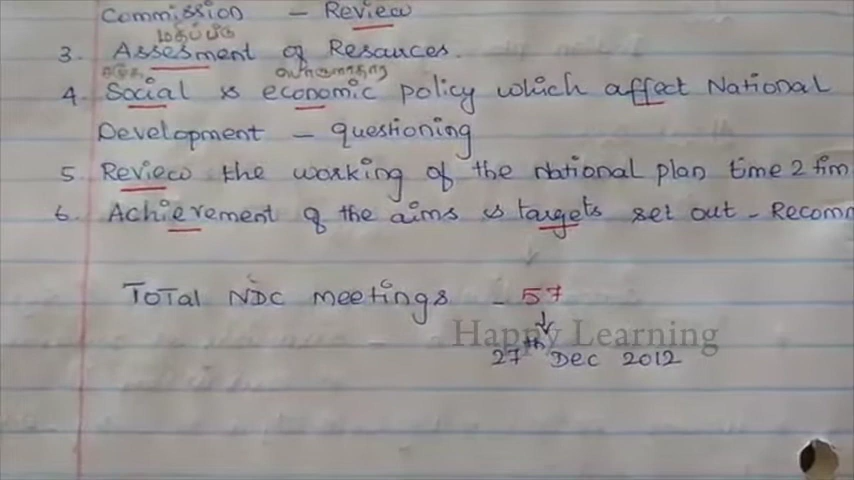 Commission - Review
மதிப்பீடு
3. Assesment of Resources.
சமூக பொருளாதார
4. Social & economic policy which affect National
Development - questioning
5. Review the working of the national plan time 2 tim
6. Achievement of the aims & targets set out - Recomm
Total NDC meetings - 57
Happy Learning
27th Dec 2012